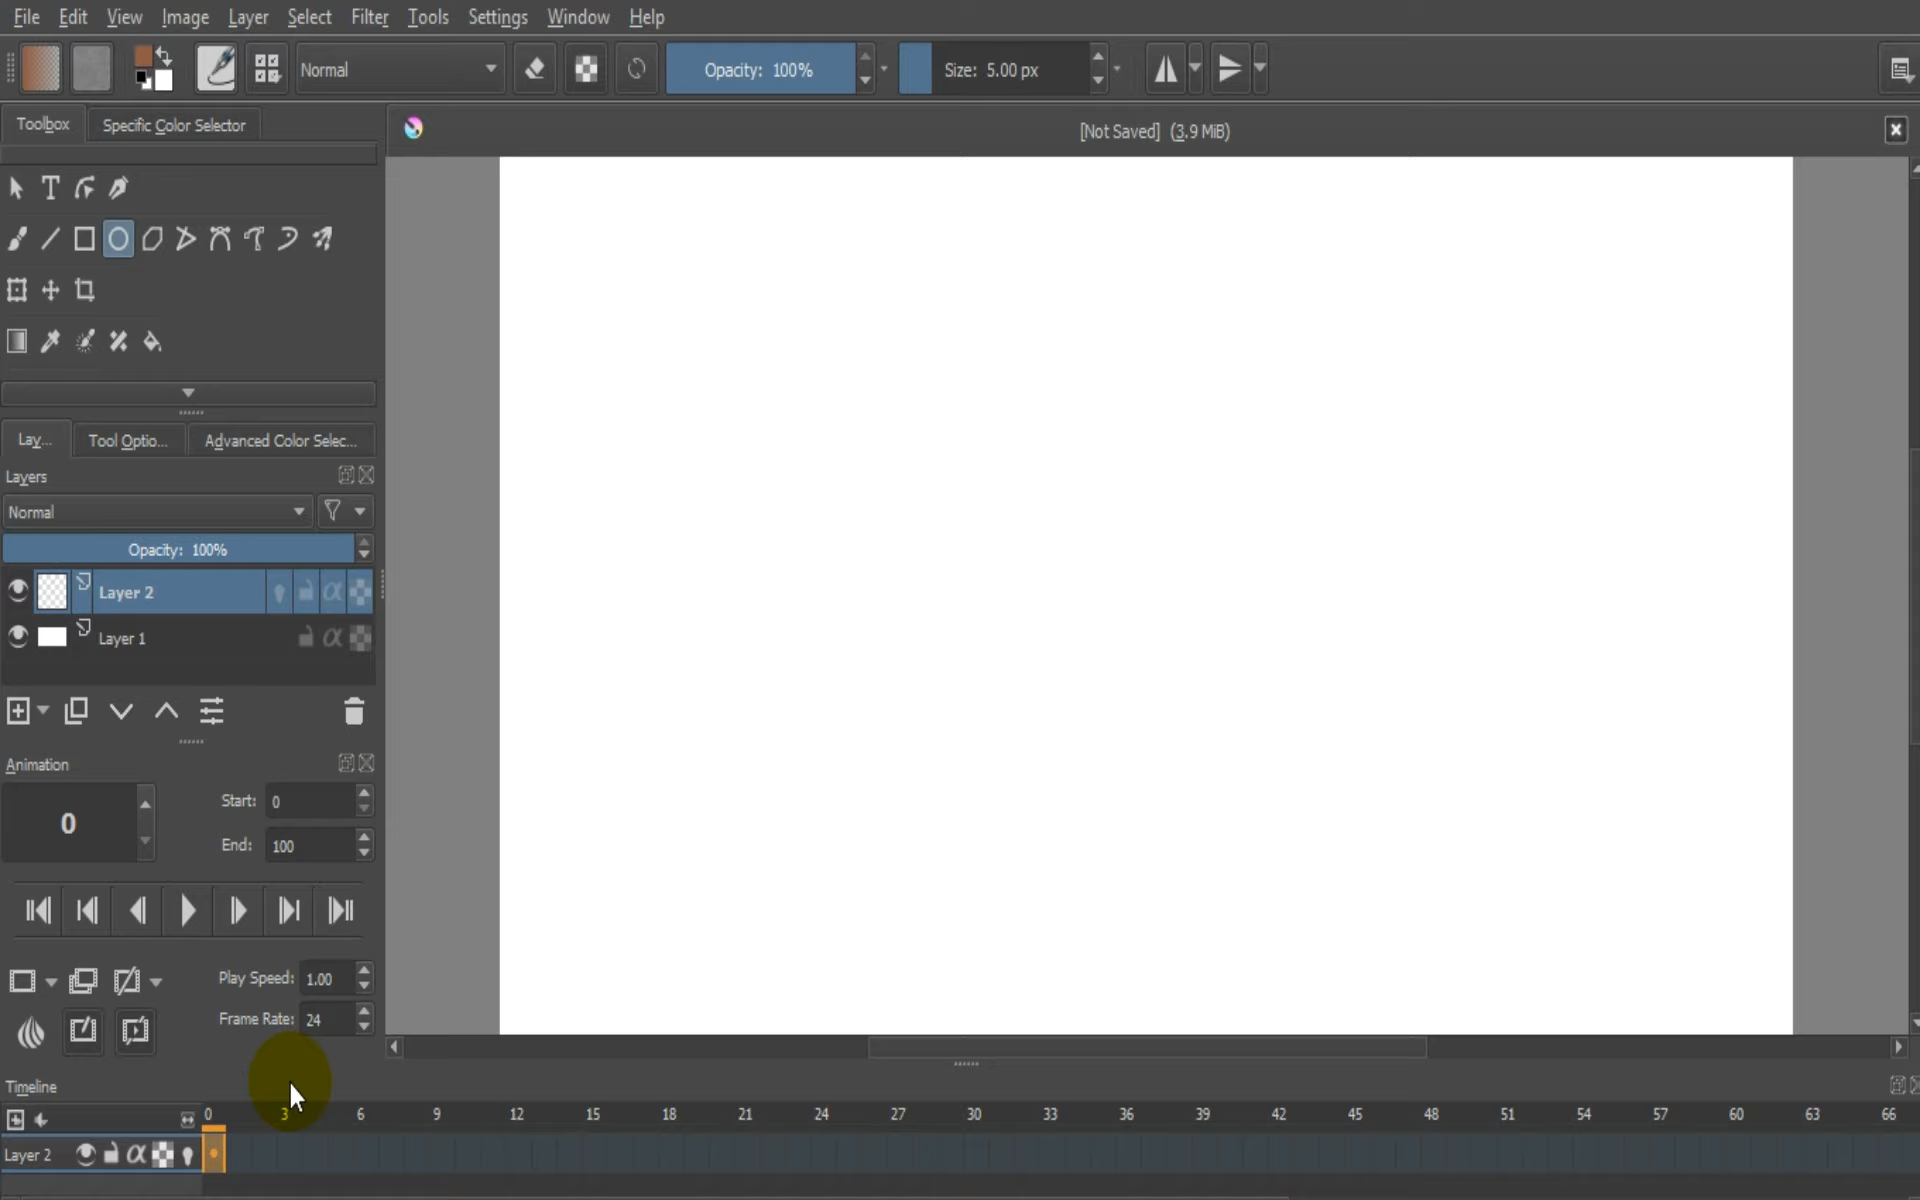 File Edit View Image Layer Select Filter Tools Settings Window Help
Normal Opacity: 100% Size: 5.00 px
Toolbox Specific Color Selector [Not Saved] (3.9 MiB)
Lay... Tool Optio... Advanced Color Selec...
Layers
Normal
Opacity: 100%
Layer 2
Layer 1
Animation
Start: 0
0
End: 100
Play Speed: 1.00
Frame Rate: 24
Timeline
0 3 6 9 12 15 18 21 24 27 30 33 36 39 42 45 48 51 54 57 60 63 66
Layer 2